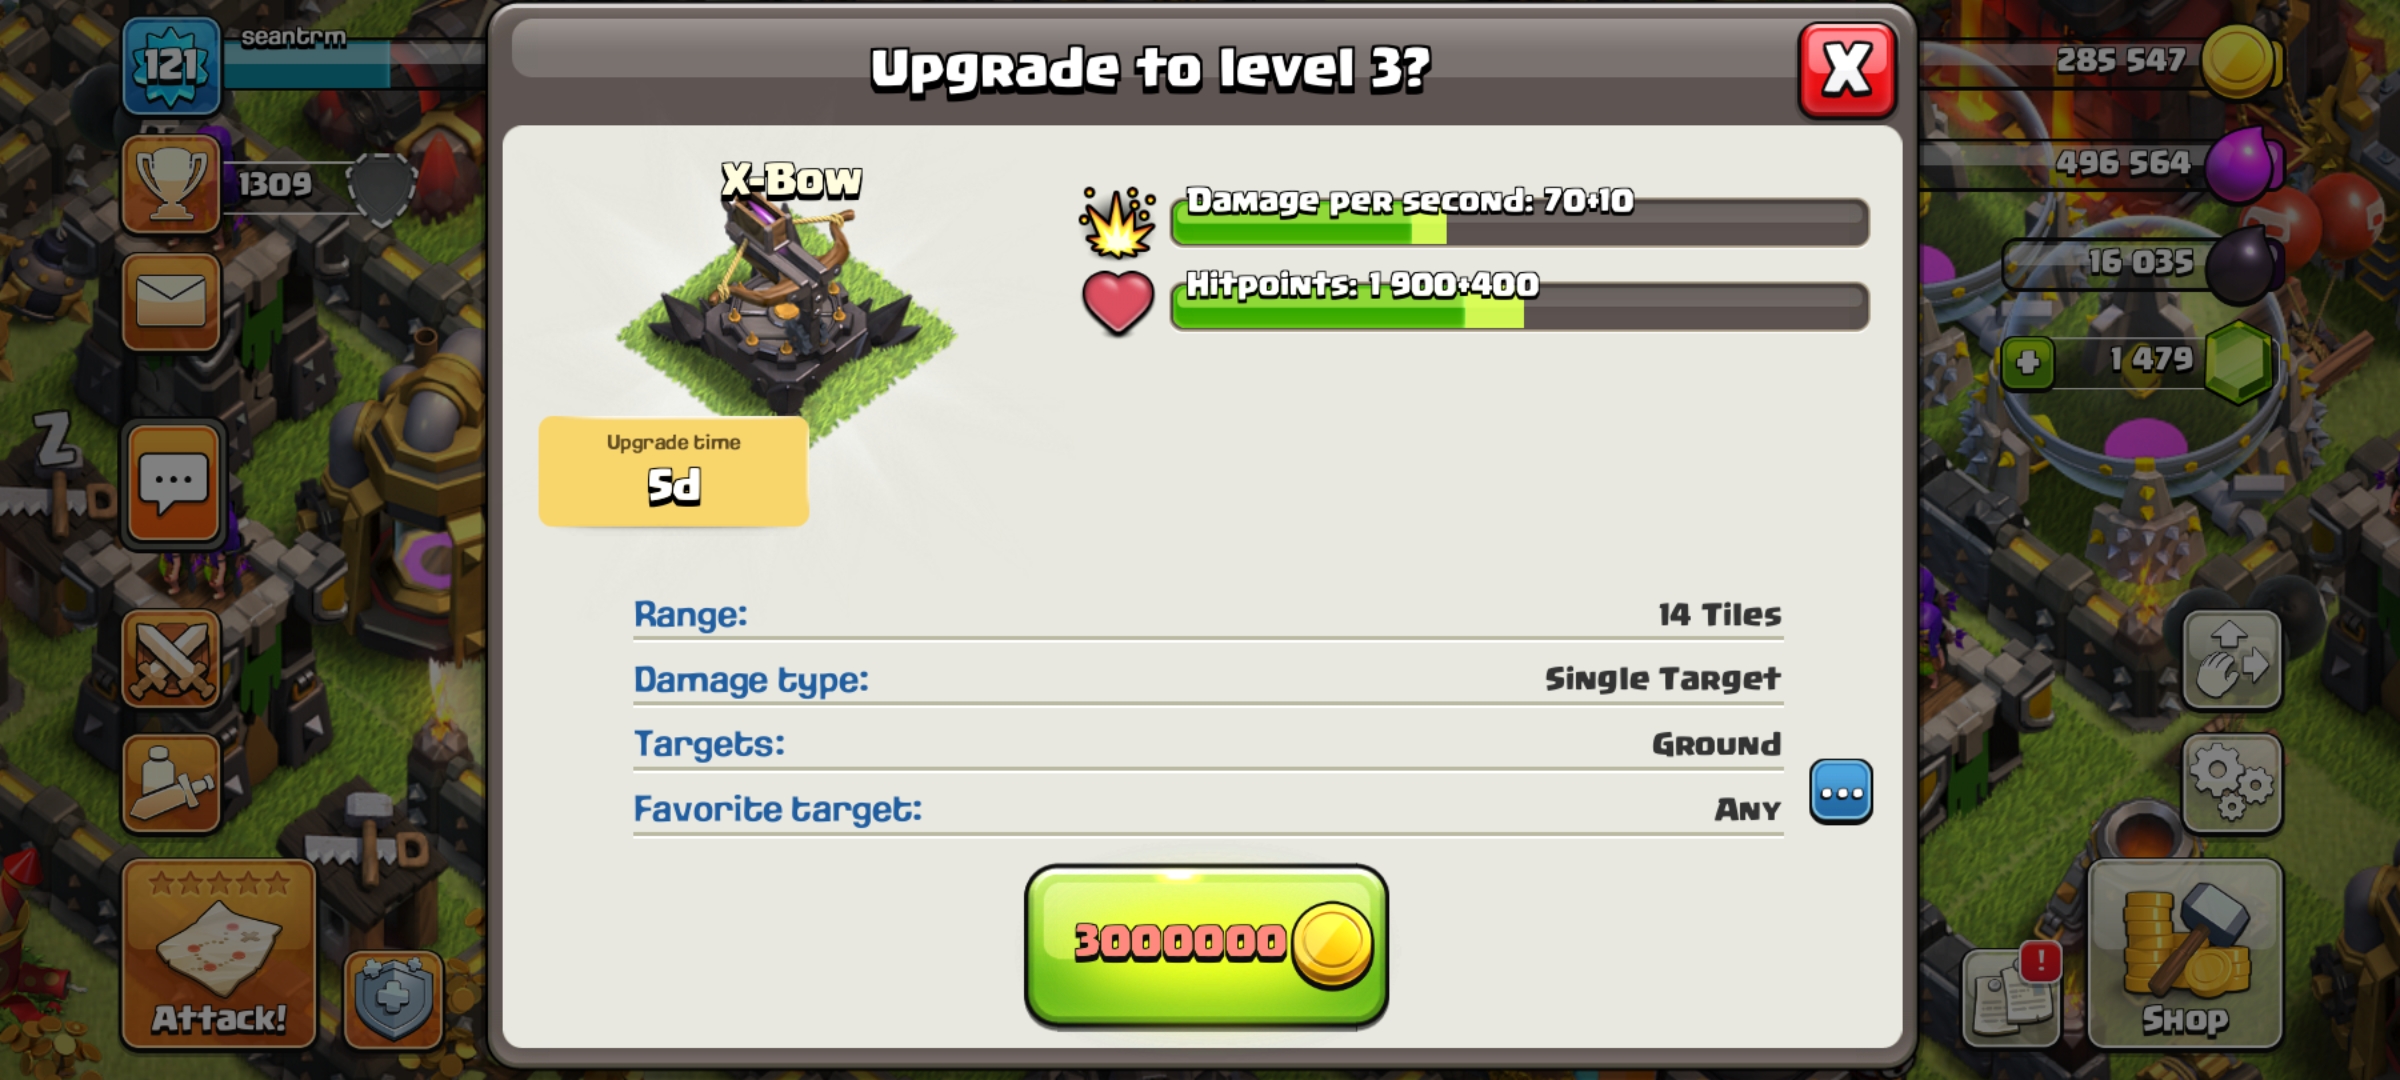 Upgrade to level 3?
X
121
seantrm
1309
285 547
496 564
16 035
1 479
X-Bow
Damage per second: 70+10
Hitpoints: 1 900+400
Upgrade time
5d
Range: 14 Tiles
Damage type: Single Target
Targets: Ground
Favorite target: Any
3000000
Attack!
!
Shop